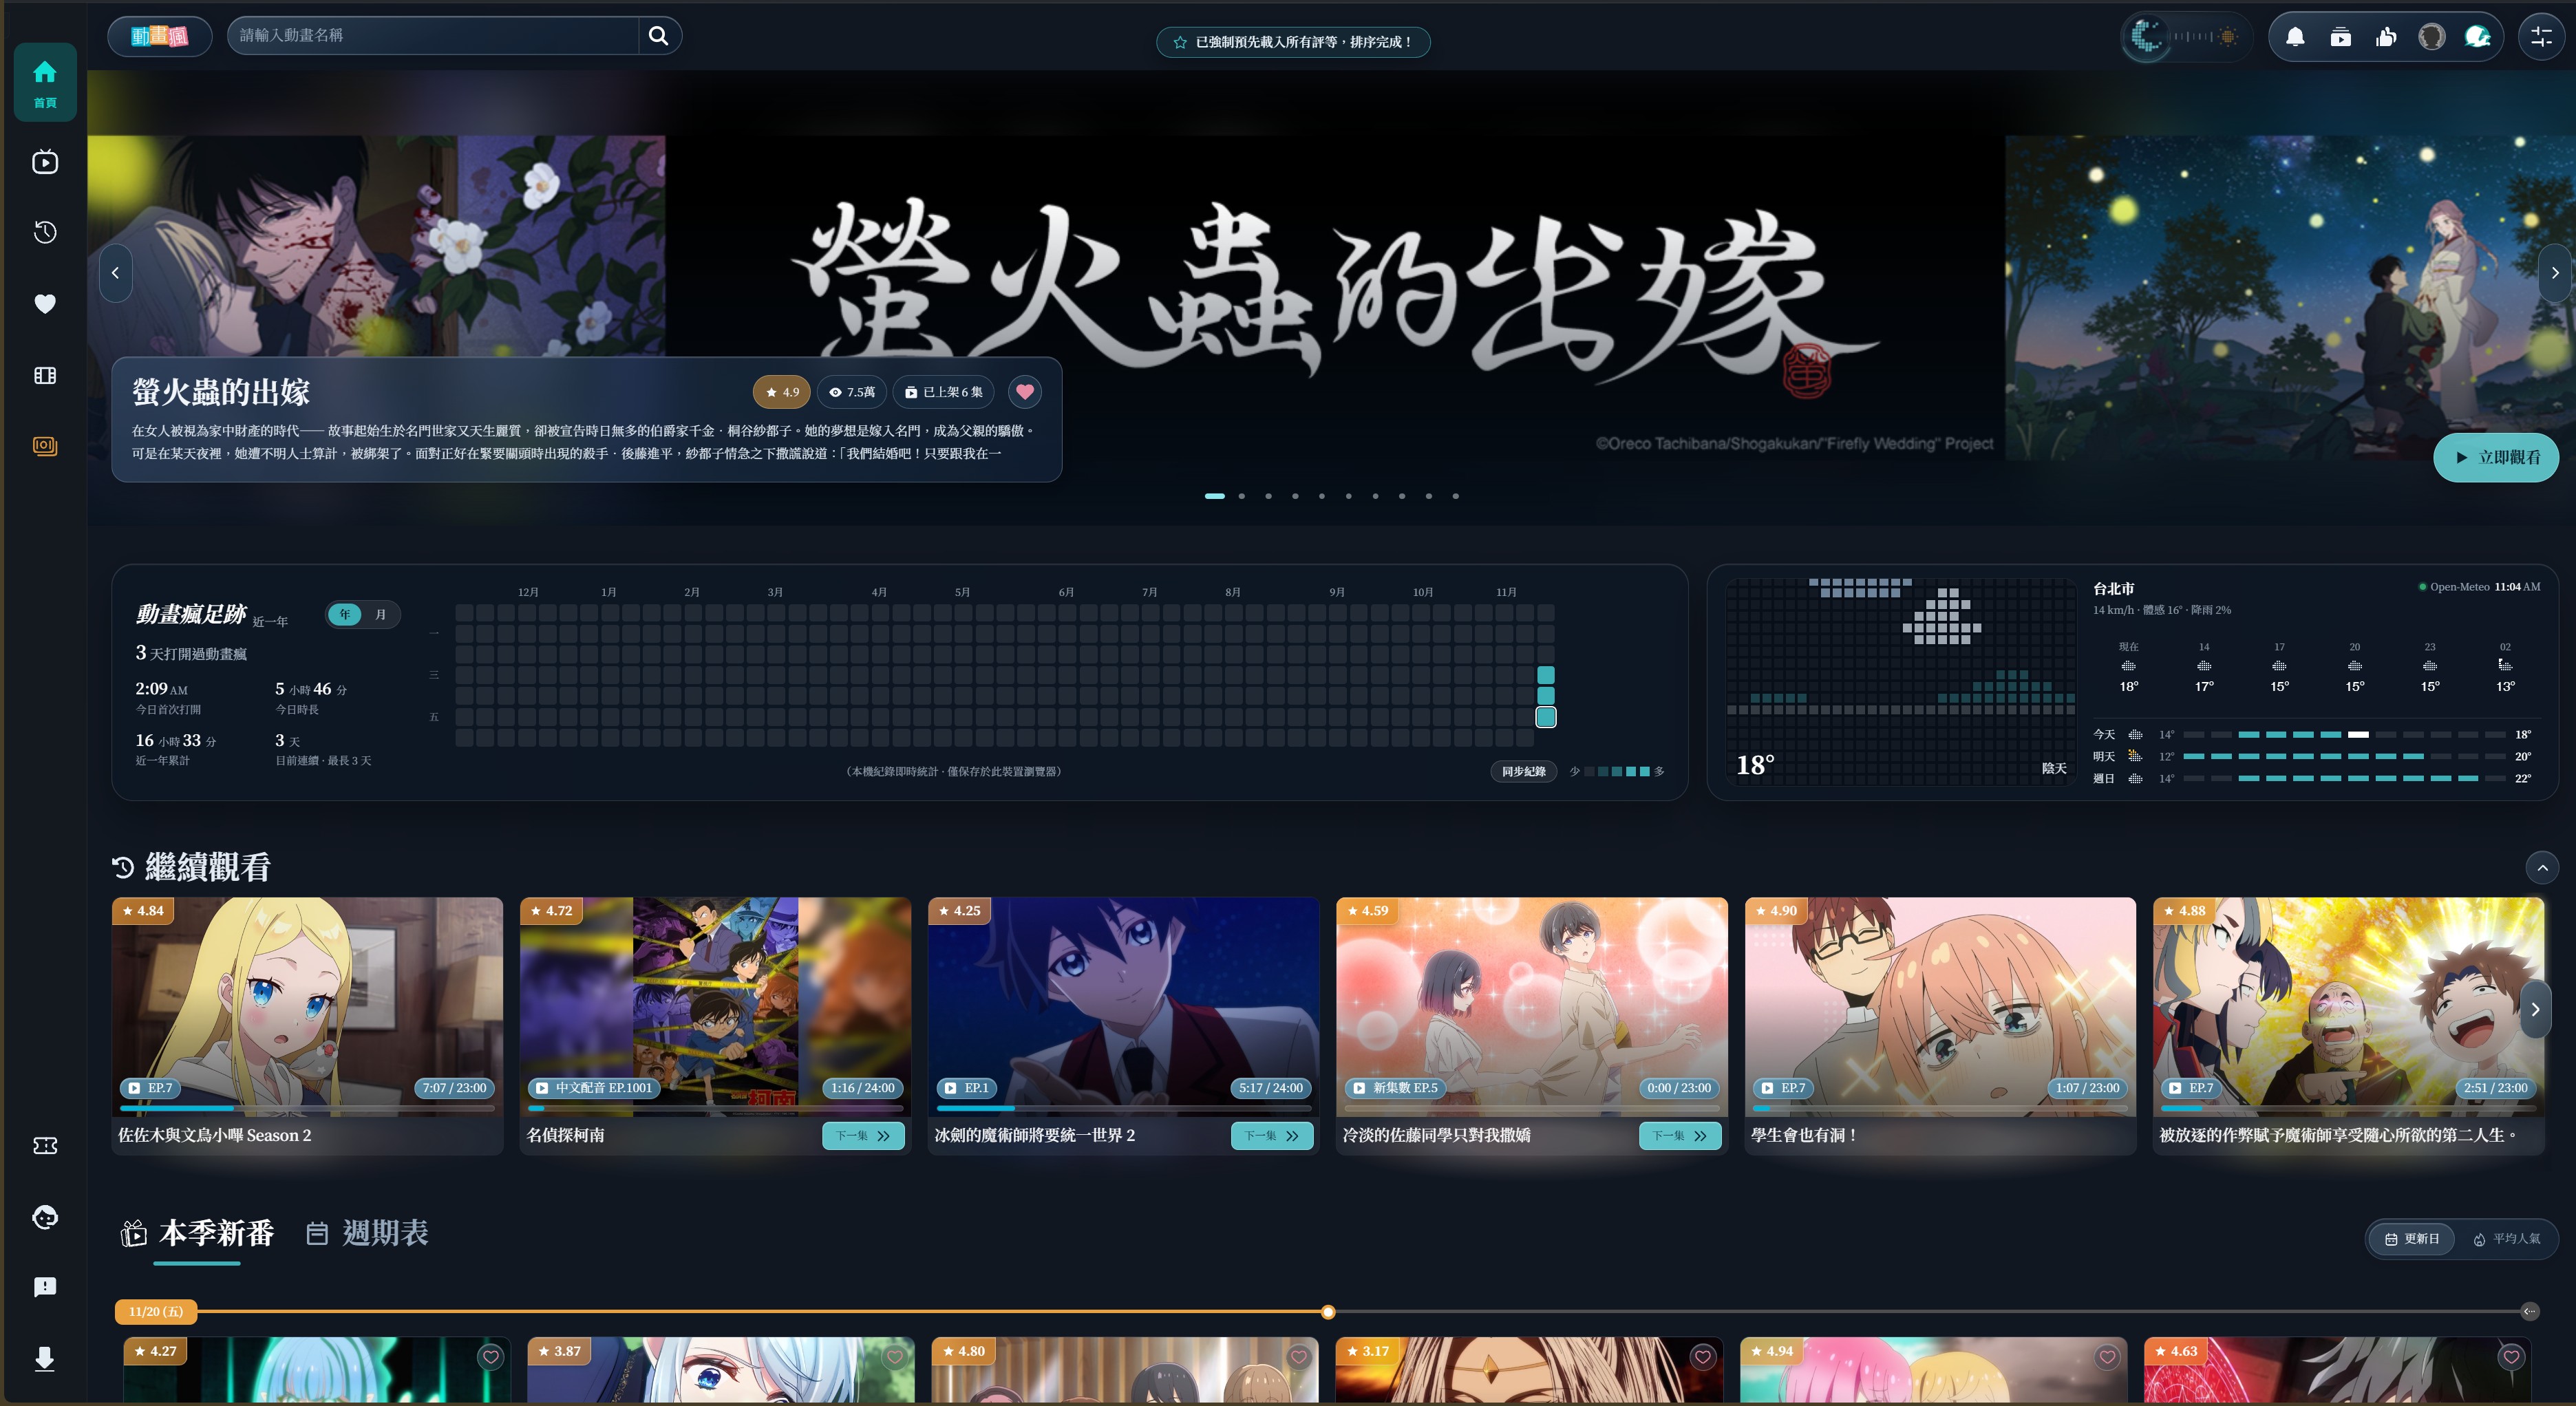 動畫瘋
請輸入動畫名稱
已強制預先載入所有評等，排序完成！
首頁
螢火蟲的出嫁
©Oreco Tachibana/Shogakukan/"Firefly Wedding" Project
螢火蟲的出嫁
4.9
7.5萬
已上架 6 集
在女人被視為家中財產的時代—— 故事起始生於名門世家又天生麗質，卻被宣告時日無多的伯爵家千金．桐谷紗都子。她的夢想是嫁入名門，成為父親的驕傲。
可是在某天夜裡，她遭不明人士算計，被綁架了。面對正好在緊要關頭時出現的殺手．後藤進平，紗都子情急之下撒謊說道：「我們結婚吧！只要跟我在一
立即觀看
動畫瘋足跡 近一年
年 月
3 天打開過動畫瘋
2:09 AM
今日首次打開
5 小時 46 分
今日時長
16 小時 33 分
近一年累計
3 天
目前連續 · 最長 3 天
12月 1月 2月 3月 4月 5月 6月 7月 8月 9月 10月 11月
一
三
五
（本機紀錄即時統計 · 僅保存於此裝置瀏覽器）
同步紀錄
少 多
18°
陰天
台北市
Open-Meteo 11:04 AM
14 km/h · 體感 16° · 降雨 2%
現在 14 17 20 23 02
18° 17° 15° 15° 15° 13°
今天 14° 18°
明天 12° 20°
週日 14° 22°
繼續觀看
4.84
EP.7
7:07 / 23:00
佐佐木與文鳥小嗶 Season 2
4.72
柯南
中文配音 EP.1001
1:16 / 24:00
名偵探柯南
下一集
4.25
EP.1
5:17 / 24:00
冰劍的魔術師將要統一世界 2
下一集
4.59
新集數 EP.5
0:00 / 23:00
冷淡的佐藤同學只對我撒嬌
下一集
4.90
EP.7
1:07 / 23:00
學生會也有洞！
4.88
EP.7
2:51 / 23:00
被放逐的作弊賦予魔術師享受隨心所欲的第二人生。
本季新番
週期表
更新日
平均人氣
11/20 (五)
4.27
3.87
4.80
3.17
4.94
4.63